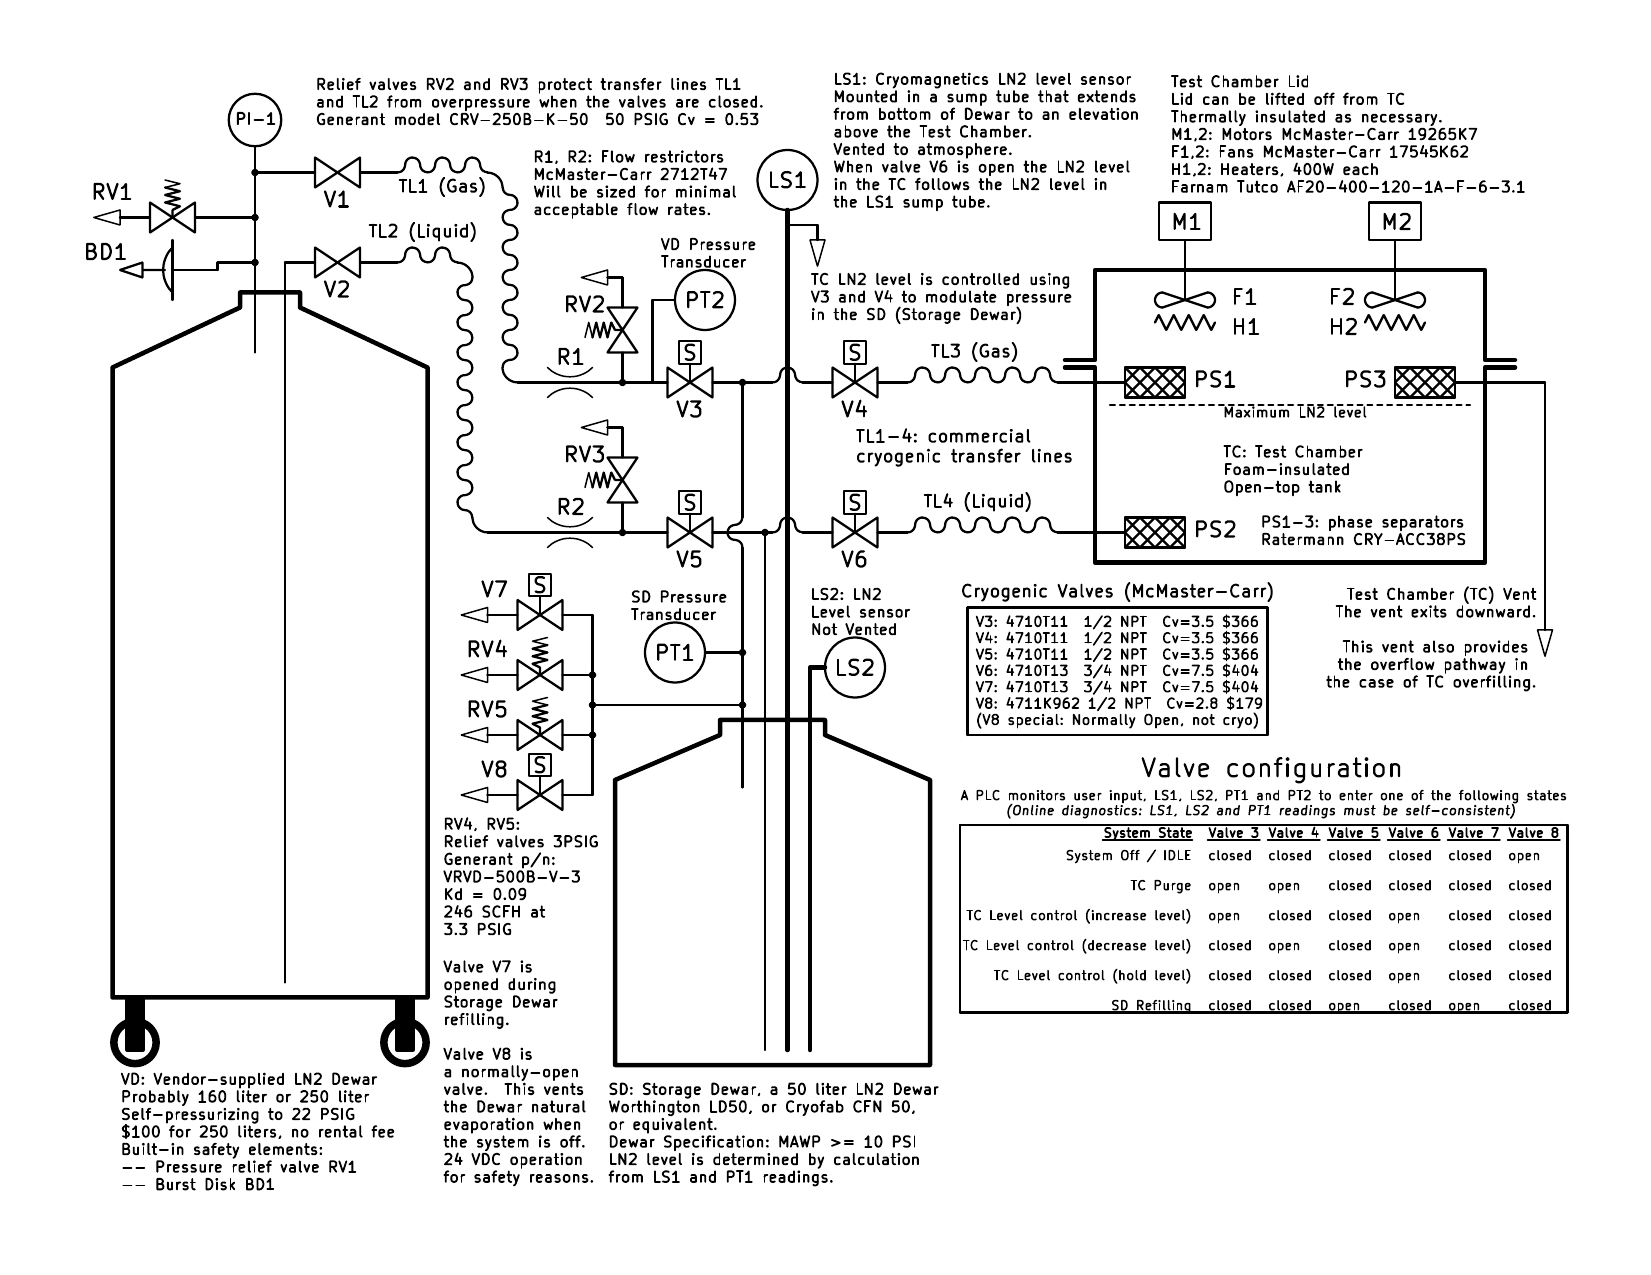 Relief valves RV2 and RV3 protect transfer lines TL1
and TL2 from overpressure when the valves are closed.
Generant model CRV-250B-K-50  50 PSIG Cv = 0.53
LS1: Cryomagnetics LN2 level sensor
Mounted in a sump tube that extends
from bottom of Dewar to an elevation
above the Test Chamber.
Vented to atmosphere.
When valve V6 is open the LN2 level
in the TC follows the LN2 level in
the LS1 sump tube.
Test Chamber Lid
Lid can be lifted off from TC
Thermally insulated as necessary.
M1,2: Motors McMaster-Carr 19265K7
F1,2: Fans McMaster-Carr 17545K62
H1,2: Heaters, 400W each
Farnam Tutco AF20-400-120-1A-F-6-3.1
R1, R2: Flow restrictors
McMaster-Carr 2712T47
Will be sized for minimal
acceptable flow rates.
PI-1
V1
TL1 (Gas)
RV1
BD1
TL2 (Liquid)
V2
LS1
M1
M2
VD Pressure
Transducer
PT2
RV2
R1
S
V3
S
V4
TC LN2 level is controlled using
V3 and V4 to modulate pressure
in the SD (Storage Dewar)
TL3 (Gas)
F1
H1
F2
H2
PS1
PS3
Maximum LN2 level
TC: Test Chamber
Foam-insulated
Open-top tank
TL1-4: commercial
cryogenic transfer lines
RV3
R2
S
V5
S
V6
TL4 (Liquid)
PS2
PS1-3: phase separators
Ratermann CRY-ACC38PS
V7
S
RV4
RV5
V8
S
SD Pressure
Transducer
PT1
LS2: LN2
Level sensor
Not Vented
LS2
Cryogenic Valves (McMaster-Carr)
V3: 4710T11  1/2 NPT  Cv=3.5 $366
V4: 4710T11  1/2 NPT  Cv=3.5 $366
V5: 4710T11  1/2 NPT  Cv=3.5 $366
V6: 4710T13  3/4 NPT  Cv=7.5 $404
V7: 4710T13  3/4 NPT  Cv=7.5 $404
V8: 4711K962 1/2 NPT  Cv=2.8 $179
(V8 special: Normally Open, not cryo)
Test Chamber (TC) Vent
The vent exits downward.
This vent also provides
the overflow pathway in
the case of TC overfilling.
Valve configuration
A PLC monitors user input, LS1, LS2, PT1 and PT2 to enter one of the following states
(Online diagnostics: LS1, LS2 and PT1 readings must be self-consistent)
System State  Valve 3  Valve 4  Valve 5  Valve 6  Valve 7  Valve 8
System Off / IDLE  closed  closed  closed  closed  closed  open
TC Purge  open  open  closed  closed  closed  closed
TC Level control (increase level)  open  closed  closed  open  closed  closed
TC Level control (decrease level)  closed  open  closed  open  closed  closed
TC Level control (hold level)  closed  closed  closed  open  closed  closed
SD Refilling  closed  closed  open  closed  open  closed
RV4, RV5:
Relief valves 3PSIG
Generant p/n:
VRVD-500B-V-3
Kd = 0.09
246 SCFH at
3.3 PSIG
Valve V7 is
opened during
Storage Dewar
refilling.
Valve V8 is
a normally-open
valve.  This vents
the Dewar natural
evaporation when
the system is off.
24 VDC operation
for safety reasons.
VD: Vendor-supplied LN2 Dewar
Probably 160 liter or 250 liter
Self-pressurizing to 22 PSIG
$100 for 250 liters, no rental fee
Built-in safety elements:
-- Pressure relief valve RV1
-- Burst Disk BD1
SD: Storage Dewar, a 50 liter LN2 Dewar
Worthington LD50, or Cryofab CFN 50,
or equivalent.
Dewar Specification: MAWP >= 10 PSI
LN2 level is determined by calculation
from LS1 and PT1 readings.